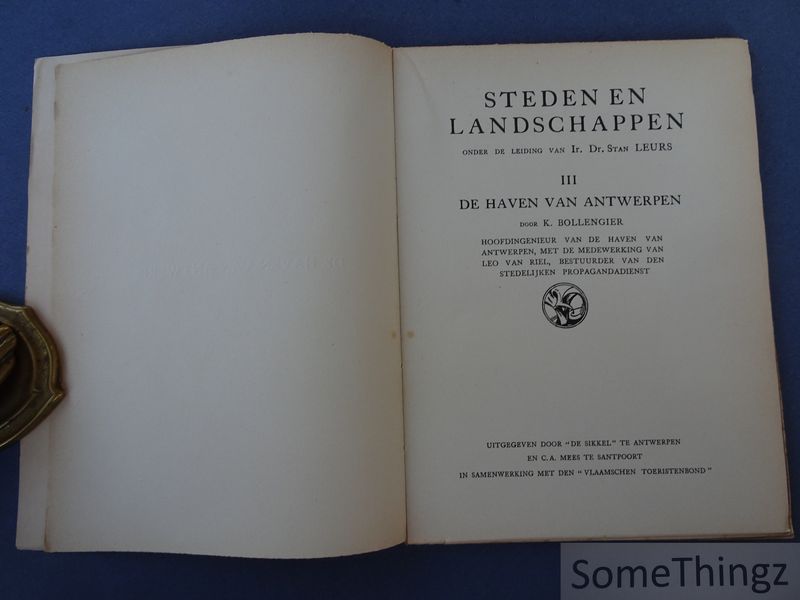 STEDEN EN
LANDSCHAPPEN
ONDER DE LEIDING VAN Ir. Dr. STAN LEURS
III
DE HAVEN VAN ANTWERPEN
DOOR K. BOLLENGIER
HOOFDINGENIEUR VAN DE HAVEN VAN
ANTWERPEN, MET DE MEDEWERKING VAN
LEO VAN RIEL, BESTUURDER VAN DEN
STEDELIJKEN PROPAGANDADIENST
UITGEGEVEN DOOR "DE SIKKEL" TE ANTWERPEN
EN C.A. MEES TE SANTPOORT
IN SAMENWERKING MET DEN "VLAAMSCHEN TOERISTENBOND"
SomeThingz